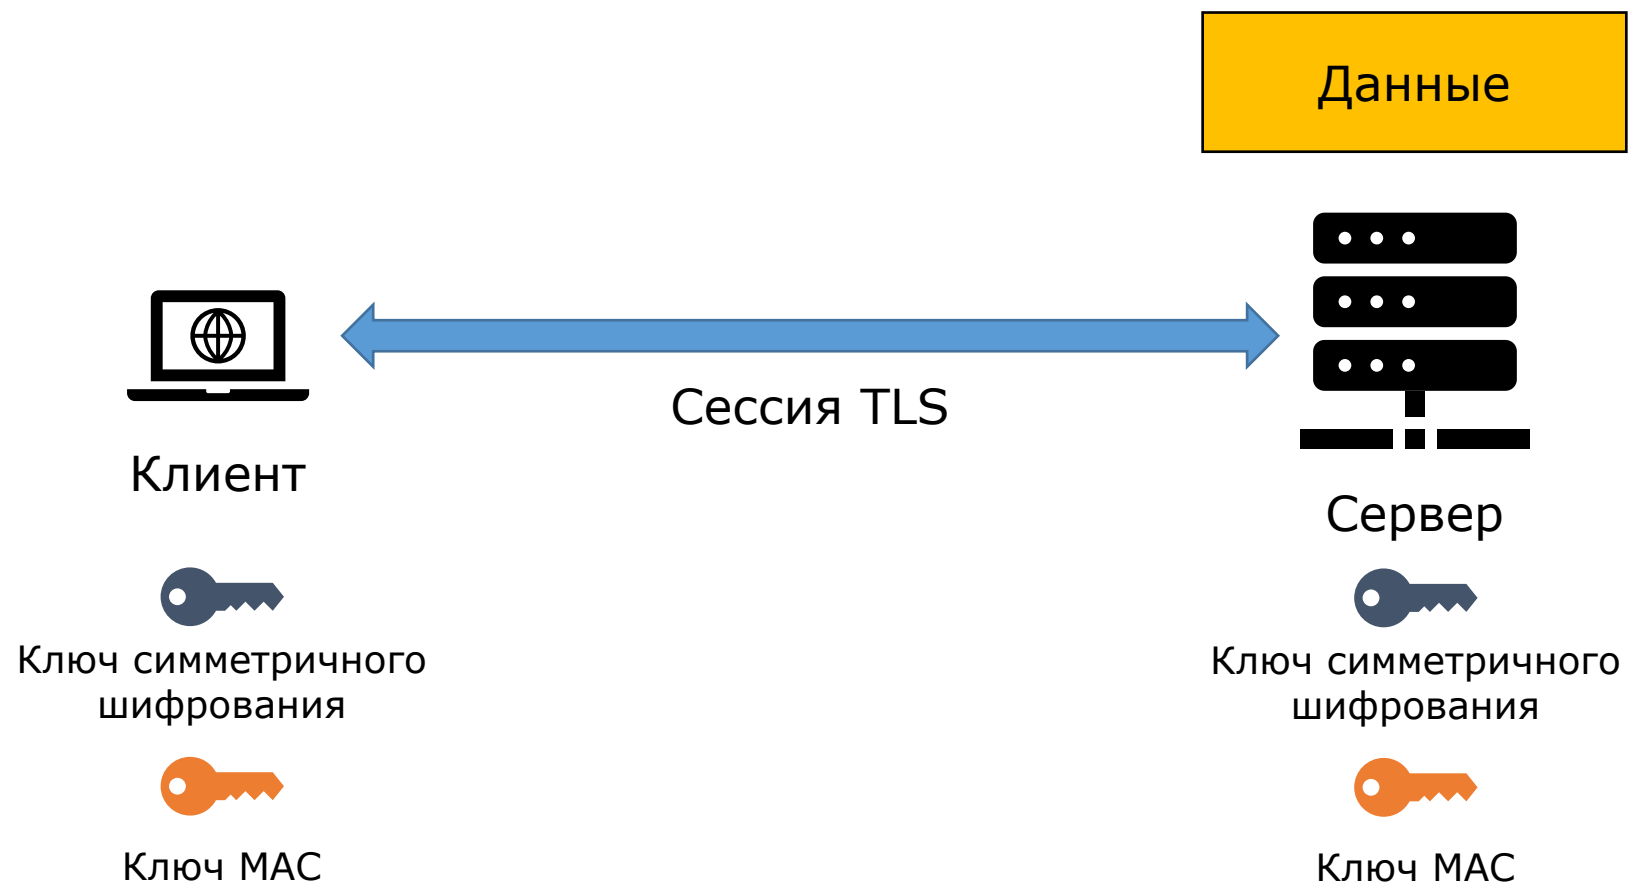 Данные
Сессия TLS
Клиент
Сервер
Ключ симметричного
шифрования
Ключ симметричного
шифрования
Ключ MAC
Ключ MAC